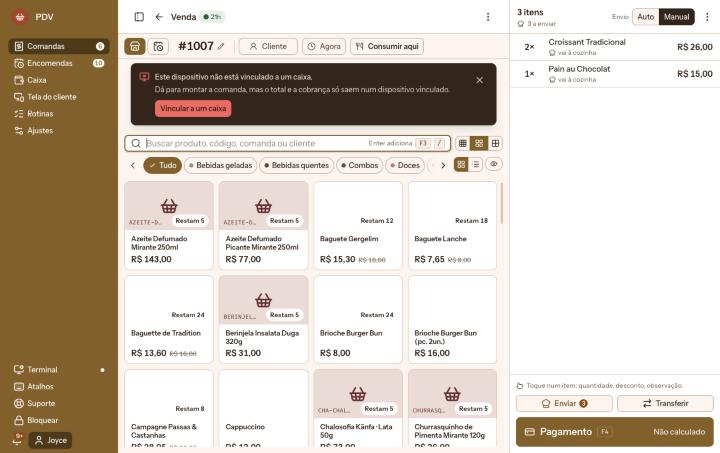 PDV
Comandas 6
Encomendas 10
Caixa
Tela do cliente
Rotinas
Ajustes
Terminal
Atalhos
Suporte
Bloquear
9+
Joyce
Venda
21h
#1007
Cliente
Agora
Consumir aqui
Este dispositivo não está vinculado a um caixa.
Dá para montar a comanda, mas o total e a cobrança só saem num dispositivo vinculado.
Vincular a um caixa
Buscar produto, código, comanda ou cliente
Enter adiciona F3 /
Tudo
Bebidas geladas
Bebidas quentes
Combos
Doces
AZEITE-D… Restam 5
Azeite Defumado
Mirante 250ml
R$ 143,00
AZEITE-D… Restam 5
Azeite Defumado
Picante Mirante 250ml
R$ 77,00
Restam 12
Baguete Gergelim
R$ 15,30 R$ 18,00
Restam 18
Baguete Lanche
R$ 7,65 R$ 9,00
Restam 24
Baguette de Tradition
R$ 13,60 R$ 16,00
BERINJEL… Restam 5
Berinjela Insalata Duga
320g
R$ 31,00
Restam 24
Brioche Burger Bun
R$ 8,00
Brioche Burger Bun
(pc. 2un.)
R$ 16,00
Restam 8
Campagne Passas &
Castanhas
Cappuccino
CHA-CHAL… Restam 5
Chalosofia Kãnfa · Lata
50g
CHURRASQ… Restam 5
Churrasquinho de
Pimenta Mirante 120g
3 itens
3 a enviar
Envio Auto Manual
2× Croissant Tradicional R$ 26,00
vai à cozinha
1× Pain au Chocolat R$ 15,00
vai à cozinha
Toque num item: quantidade, desconto, observação.
Enviar 3
Transferir
Pagamento F4 Não calculado